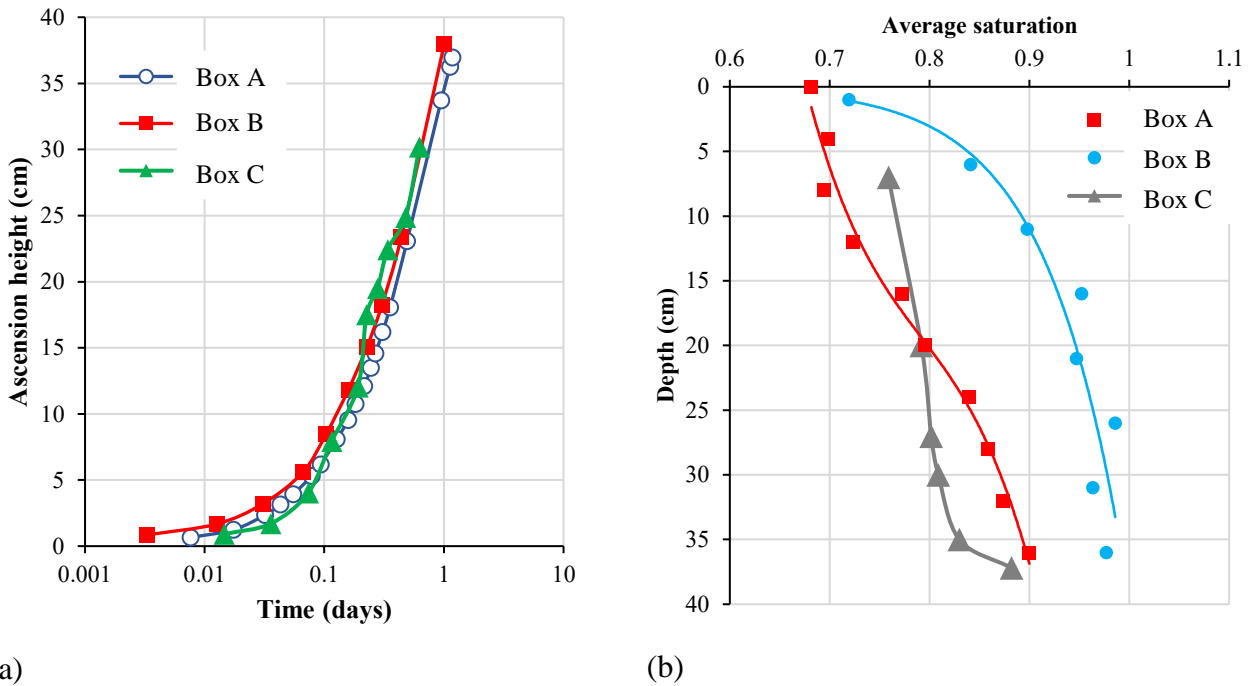 40
35
30
25
20
15
10
5
0
Ascension height (cm)
Box A
Box B
Box C
0.001 0.01 0.1 1 10
Time (days)
a)
Average saturation
0.6 0.7 0.8 0.9 1 1.1
0
5
10
15
20
25
30
35
40
Depth (cm)
Box A
Box B
Box C
(b)